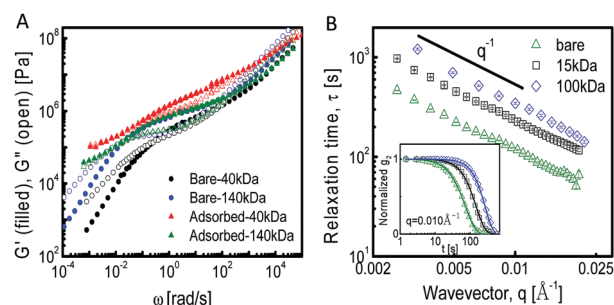 A
G' (filled), G" (open) [Pa]
10^8
10^6
10^4
10^2
Bare-40kDa
Bare-140kDa
Adsorbed-40kDa
Adsorbed-140kDa
10^-4
10^-2
10^0
10^2
10^4
ω [rad/s]
B
Relaxation time, τ [s]
10^3
10^2
10^1
q^-1
bare
15kDa
100kDa
Normalized g_2
1
0
q=0.010Å^-1
1
10
100
t [s]
0.002
0.005
0.01
0.025
Wavevector, q [Å^-1]